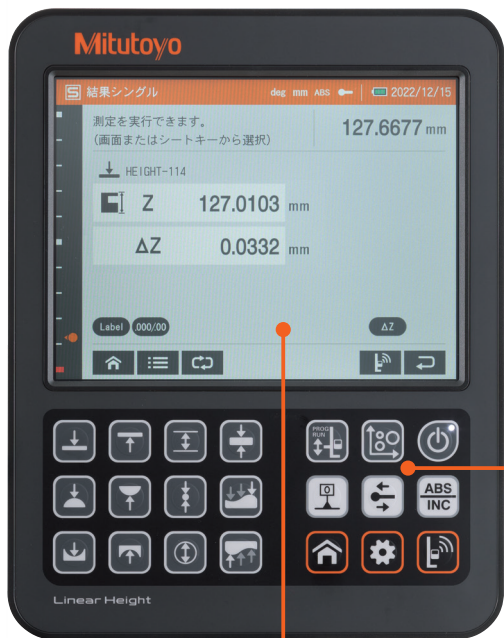 Mitutoyo
S 結果シングル deg mm ABS 2022/12/15
測定を実行できます。
(画面またはシートキーから選択)
127.6677 mm
HEIGHT-114
Z 127.0103 mm
ΔZ 0.0332 mm
Label .000/.00 ΔZ
PROG
RUN
0
ABS
INC
Linear Height